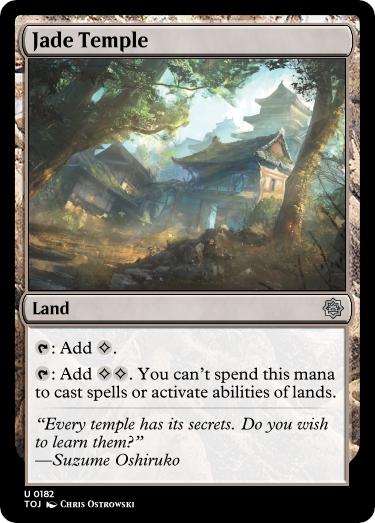 Jade Temple
Land
: Add .
: Add . You can't spend this mana
to cast spells or activate abilities of lands.
"Every temple has its secrets. Do you wish
to learn them?"
—Suzume Oshiruko
U 0182
TOJ Chris Ostrowski